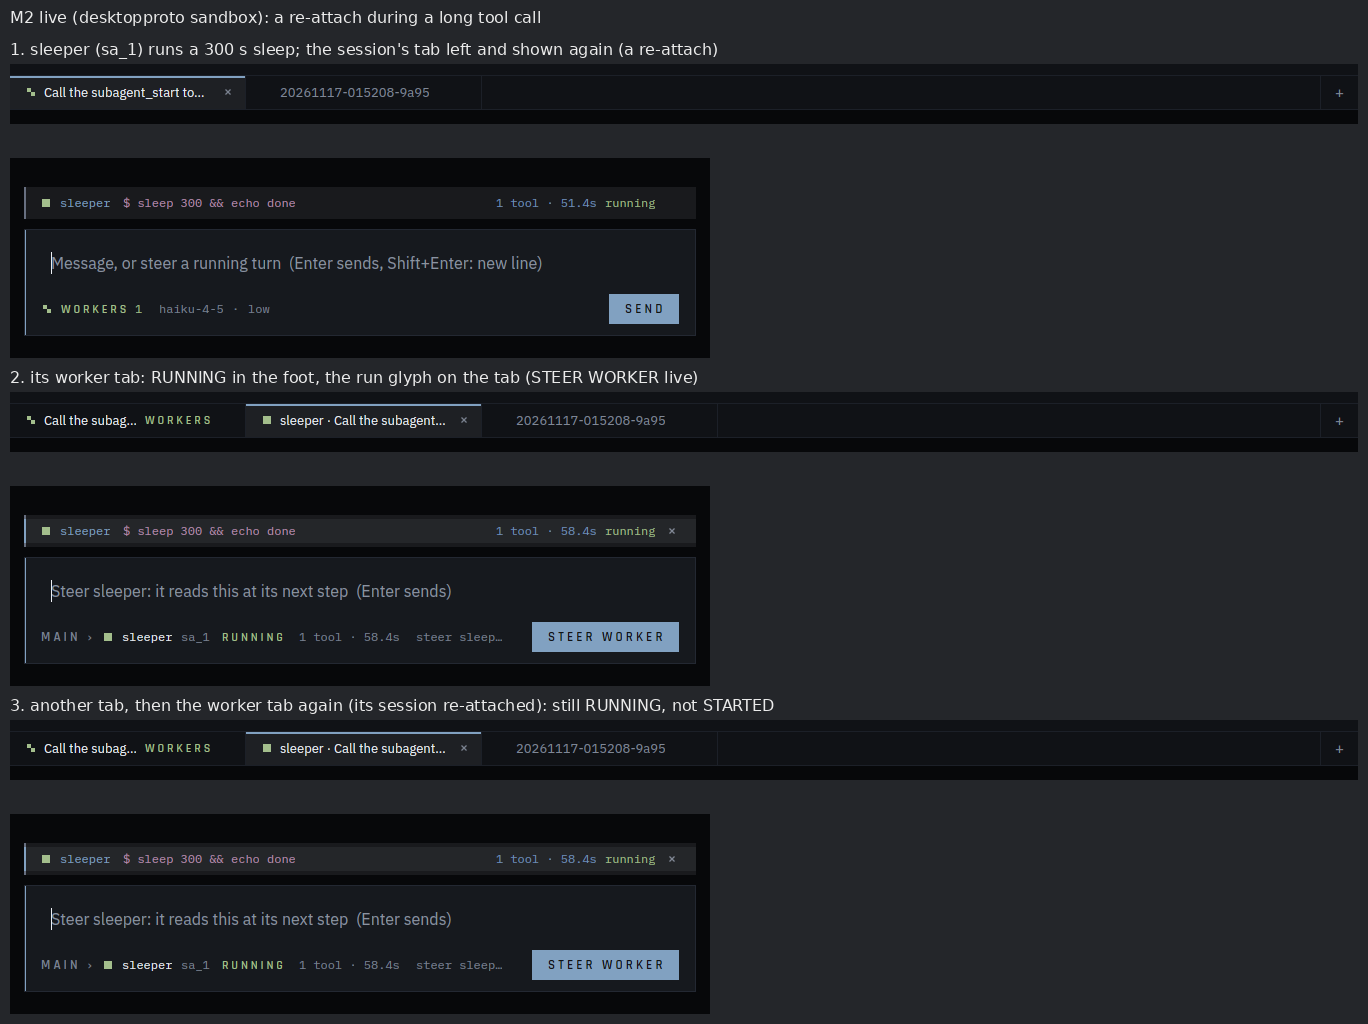 M2 live (desktopproto sandbox): a re-attach during a long tool call
1. sleeper (sa_1) runs a 300 s sleep; the session's tab left and shown again (a re-attach)
Call the subagent_start to... × 20261117-015208-9a95 +
sleeper $ sleep 300 && echo done 1 tool · 51.4s running
Message, or steer a running turn (Enter sends, Shift+Enter: new line)
WORKERS 1 haiku-4-5 · low SEND
2. its worker tab: RUNNING in the foot, the run glyph on the tab (STEER WORKER live)
Call the subag... WORKERS sleeper · Call the subagent... × 20261117-015208-9a95 +
sleeper $ sleep 300 && echo done 1 tool · 58.4s running ×
Steer sleeper: it reads this at its next step (Enter sends)
MAIN › sleeper sa_1 RUNNING 1 tool · 58.4s steer sleep… STEER WORKER
3. another tab, then the worker tab again (its session re-attached): still RUNNING, not STARTED
Call the subag... WORKERS sleeper · Call the subagent... × 20261117-015208-9a95 +
sleeper $ sleep 300 && echo done 1 tool · 58.4s running ×
Steer sleeper: it reads this at its next step (Enter sends)
MAIN › sleeper sa_1 RUNNING 1 tool · 58.4s steer sleep… STEER WORKER